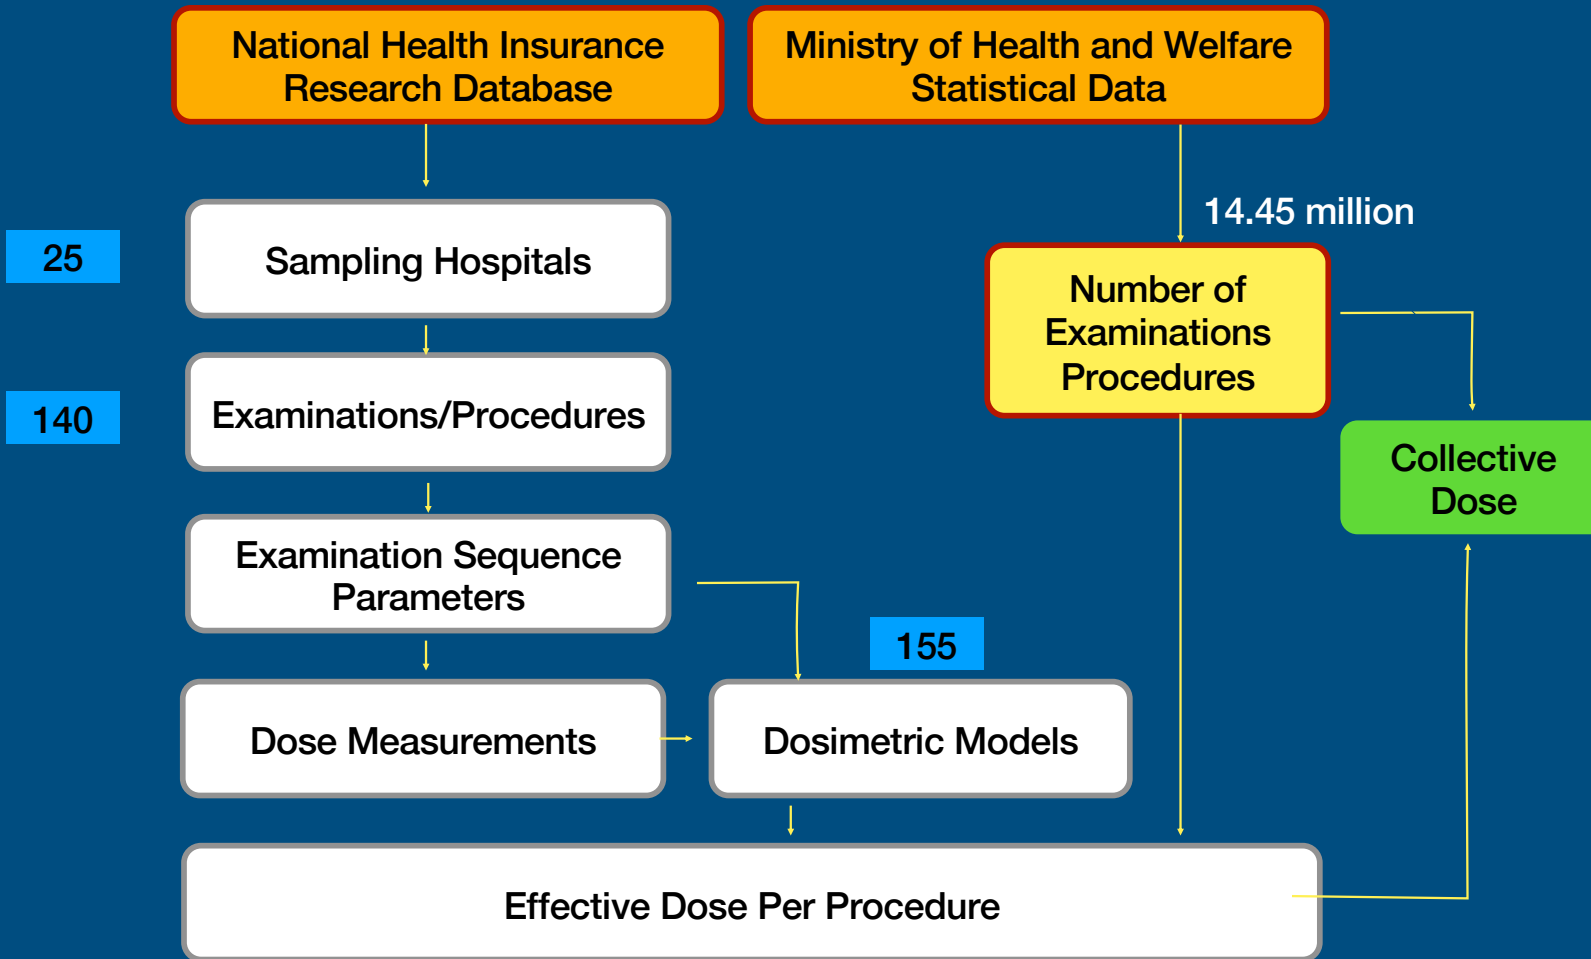 National Health Insurance
Research Database
Ministry of Health and Welfare
Statistical Data
14.45 million
25
Sampling Hospitals
Number of
Examinations
Procedures
140
Examinations/Procedures
Collective
Dose
Examination Sequence
Parameters
155
Dose Measurements
Dosimetric Models
Effective Dose Per Procedure